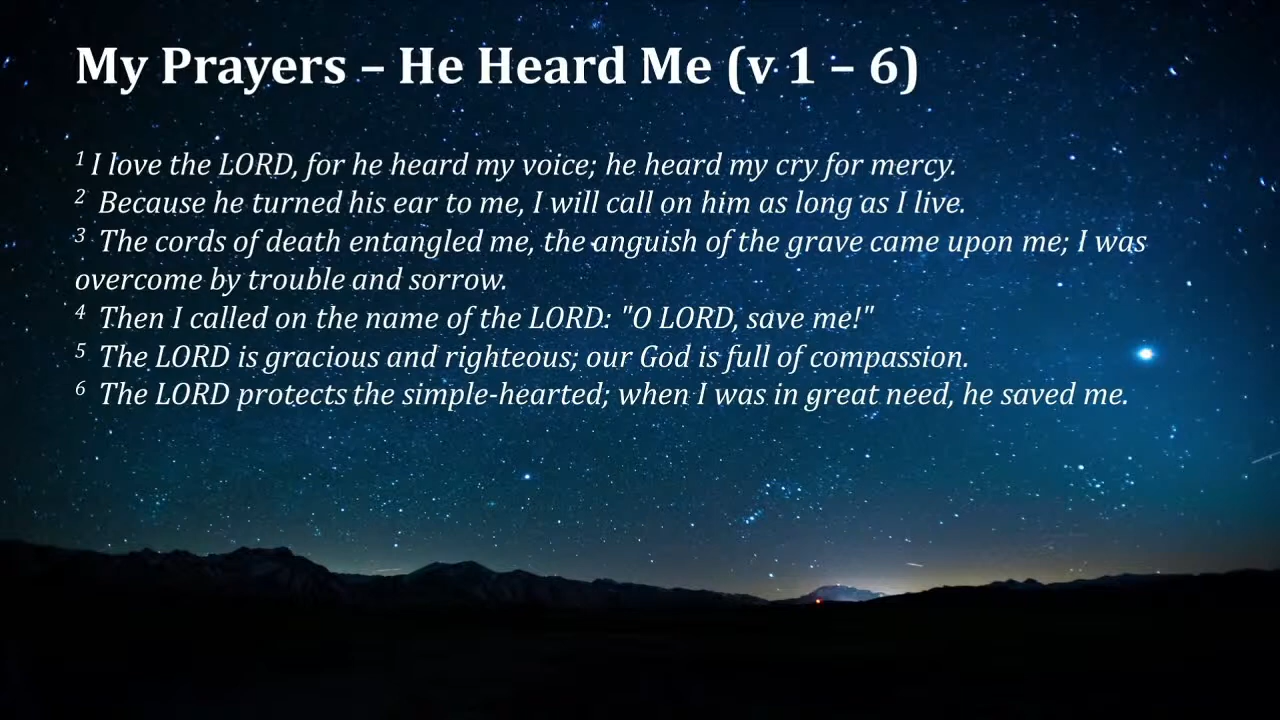 My Prayers – He Heard Me (v 1 – 6)
1 I love the LORD, for he heard my voice; he heard my cry for mercy.
2 Because he turned his ear to me, I will call on him as long as I live.
3 The cords of death entangled me, the anguish of the grave came upon me; I was
overcome by trouble and sorrow.
4 Then I called on the name of the LORD: "O LORD, save me!"
5 The LORD is gracious and righteous; our God is full of compassion.
6 The LORD protects the simple-hearted; when I was in great need, he saved me.